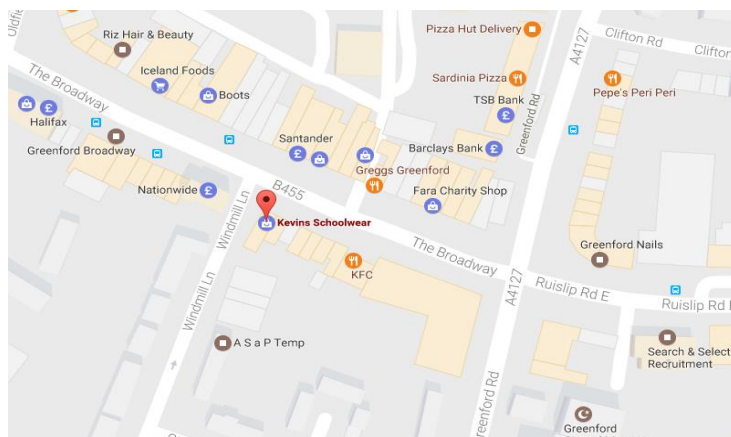 Oldfie
Riz Hair & Beauty
Pizza Hut Delivery
A4127
Clifton Rd
Clifton
The Broadway
Iceland Foods
Boots
Sardinia Pizza
Pepe's Peri Peri
TSB Bank
Greenford Rd
Halifax
Greenford Broadway
Santander
Barclays Bank
Greggs Greenford
Nationwide
B455
Fara Charity Shop
Windmill Ln
Kevins Schoolwear
The Broadway
Greenford Nails
KFC
A4127
Ruislip Rd E
Ruislip Rd E
Windmill Ln
A S a P Temp
Search & Select
Recruitment
eenford Rd
Greenford